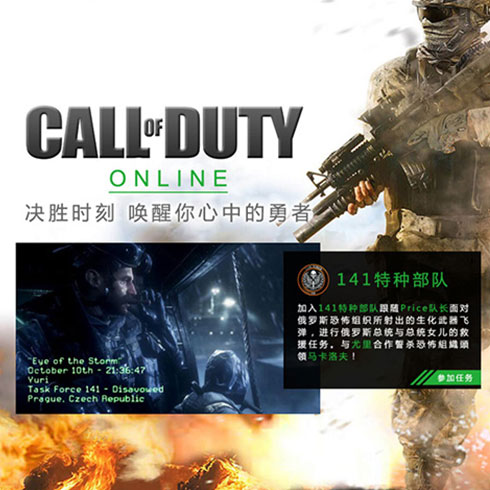 CALL OF DUTY
ONLINE
决胜时刻 唤醒你心中的勇者
"Eye of the Storm"
October 10th - 21:36:47
Yuri
Task Force 141 - Disavowed
Prague, Czech Republic
141特种部队
加入141特种部队跟随Price队长面对
俄罗斯恐怖组织所射出的生化武器飞
弹,进行俄罗斯总统与总统女儿的救
援任务。与尤里合作誓杀恐怖組織頭
領马卡洛夫!
参加任务